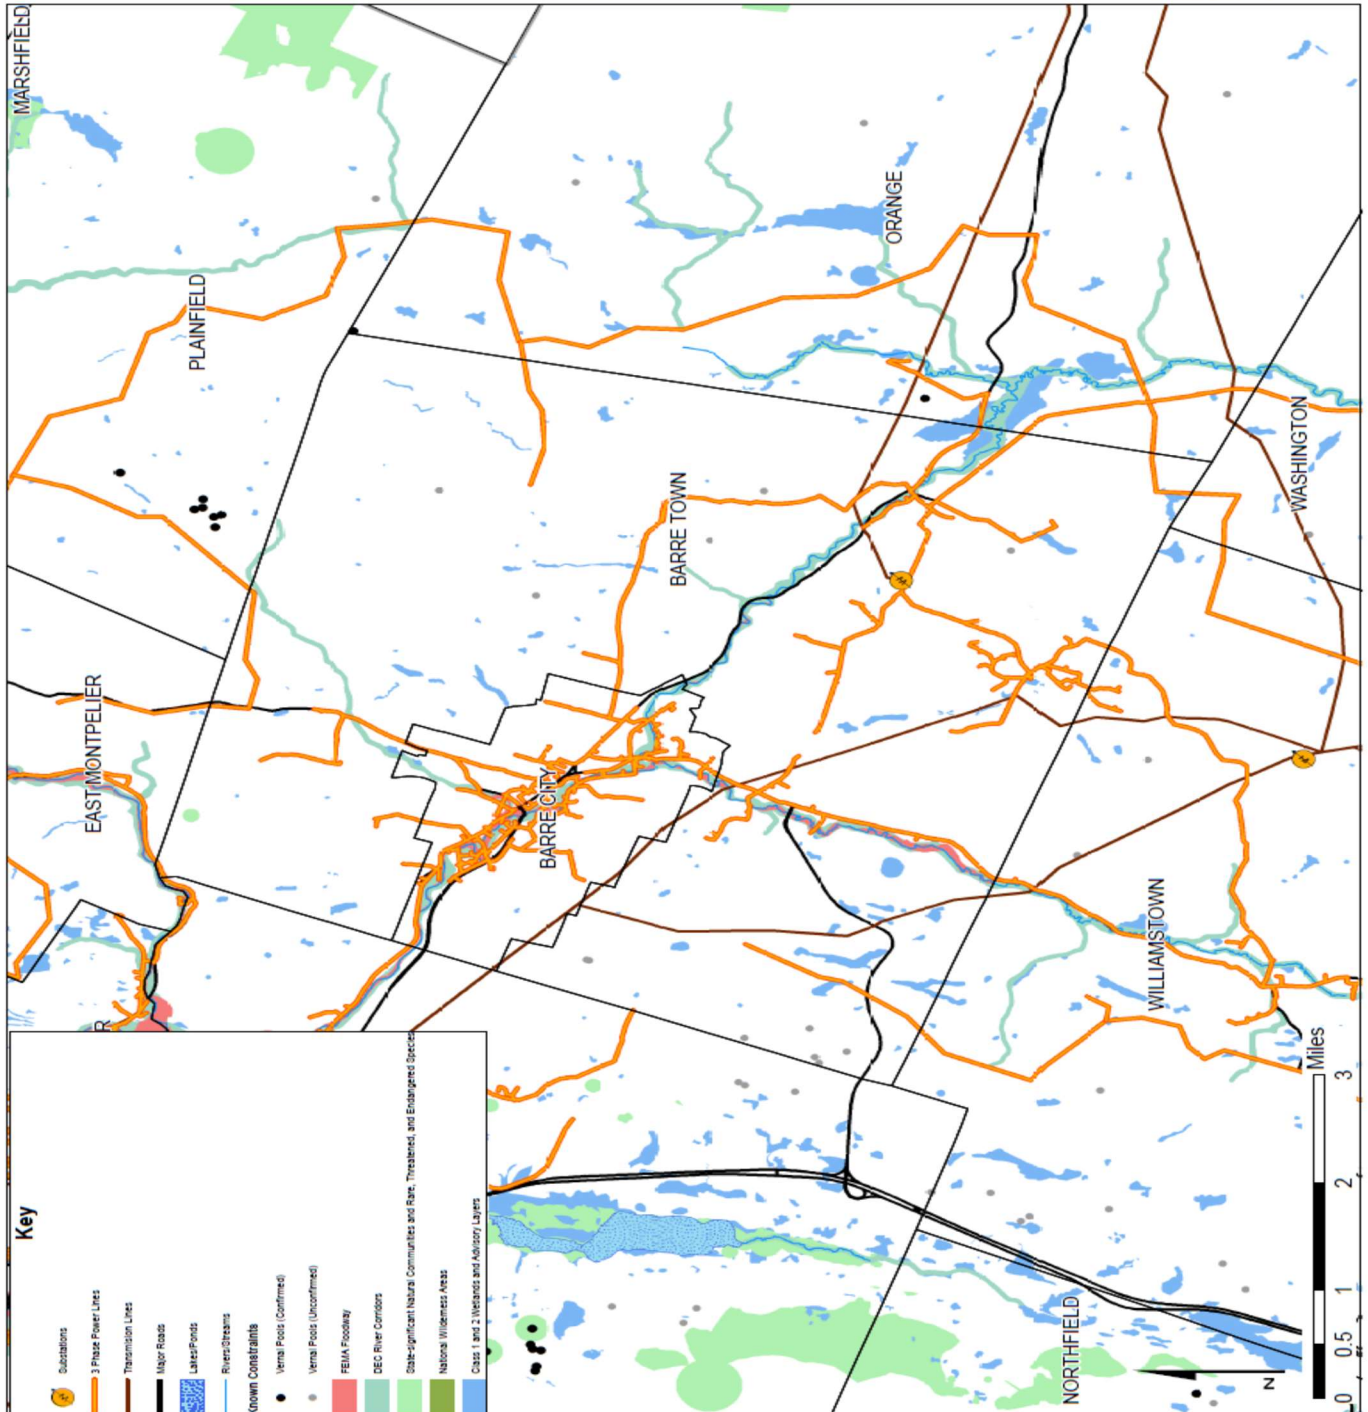 MARSHFIELD
PLAINFIELD
ORANGE
EAST MONTPELIER
BARRE TOWN
WASHINGTON
BARRE CITY
R
WILLIAMSTOWN
NORTHFIELD
Key
Substations
3 Phase Power Lines
Transmision Lines
Major Roads
Lakes/Ponds
Rivers/Streams
Known Constraints
Vernal Pools (Confirmed)
Vernal Pools (Unconfirmed)
FEMA Floodway
DEC River Corridors
State-significant Natural Communities and Rare, Threatened, and Endangered Species
National Wilderness Areas
Class 1 and 2 Wetlands and Advisory Layers
N
0 0.5 1 2 3
Miles